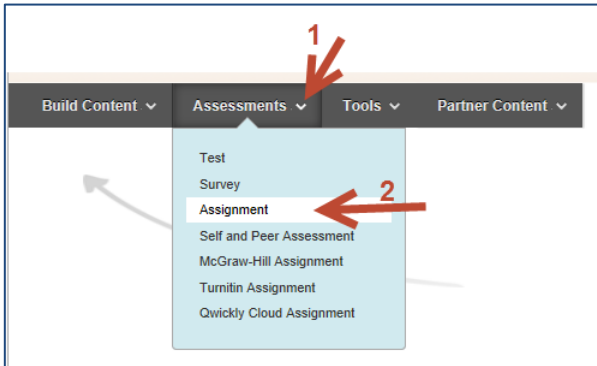 1
Build Content Assessments Tools Partner Content
Test
Survey
Assignment
2
Self and Peer Assessment
McGraw-Hill Assignment
Turnitin Assignment
Qwickly Cloud Assignment